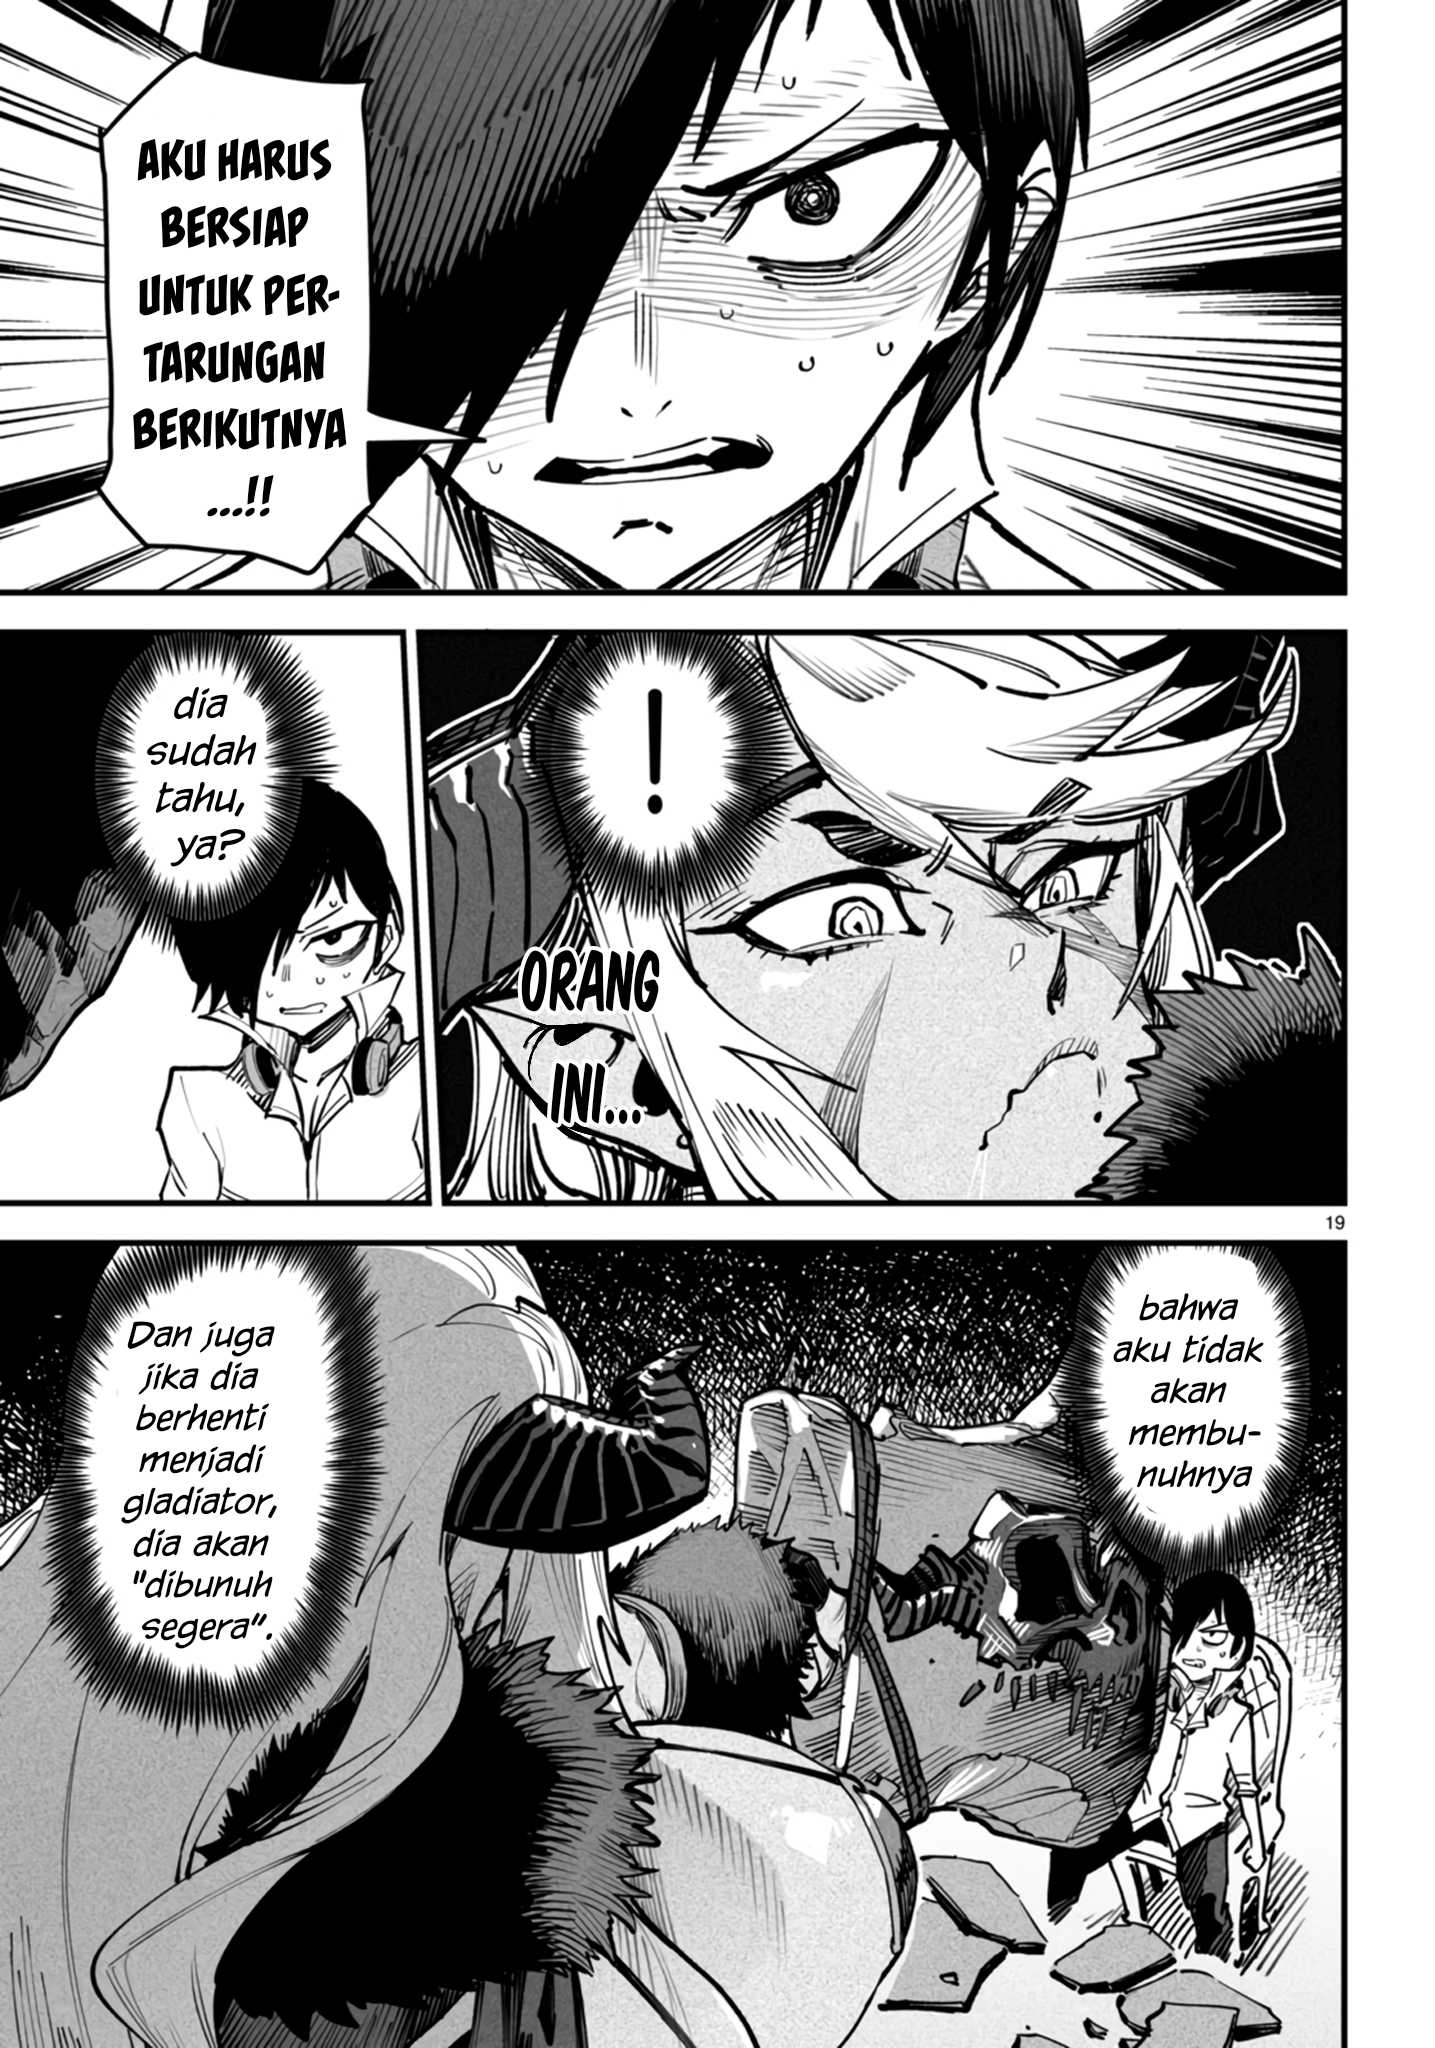 AKU HARUS
BERSIAP
UNTUK PER-
TARUNGAN
BERIKUTNYA
...!!
!
ORANG
INI...
dia
sudah
tahu,
ya?
19
bahwa
aku tidak
akan
membu-
nuhnya
Dan juga
jika dia
berhenti
menjadi
gladiator,
dia akan
"dibunuh
segera".